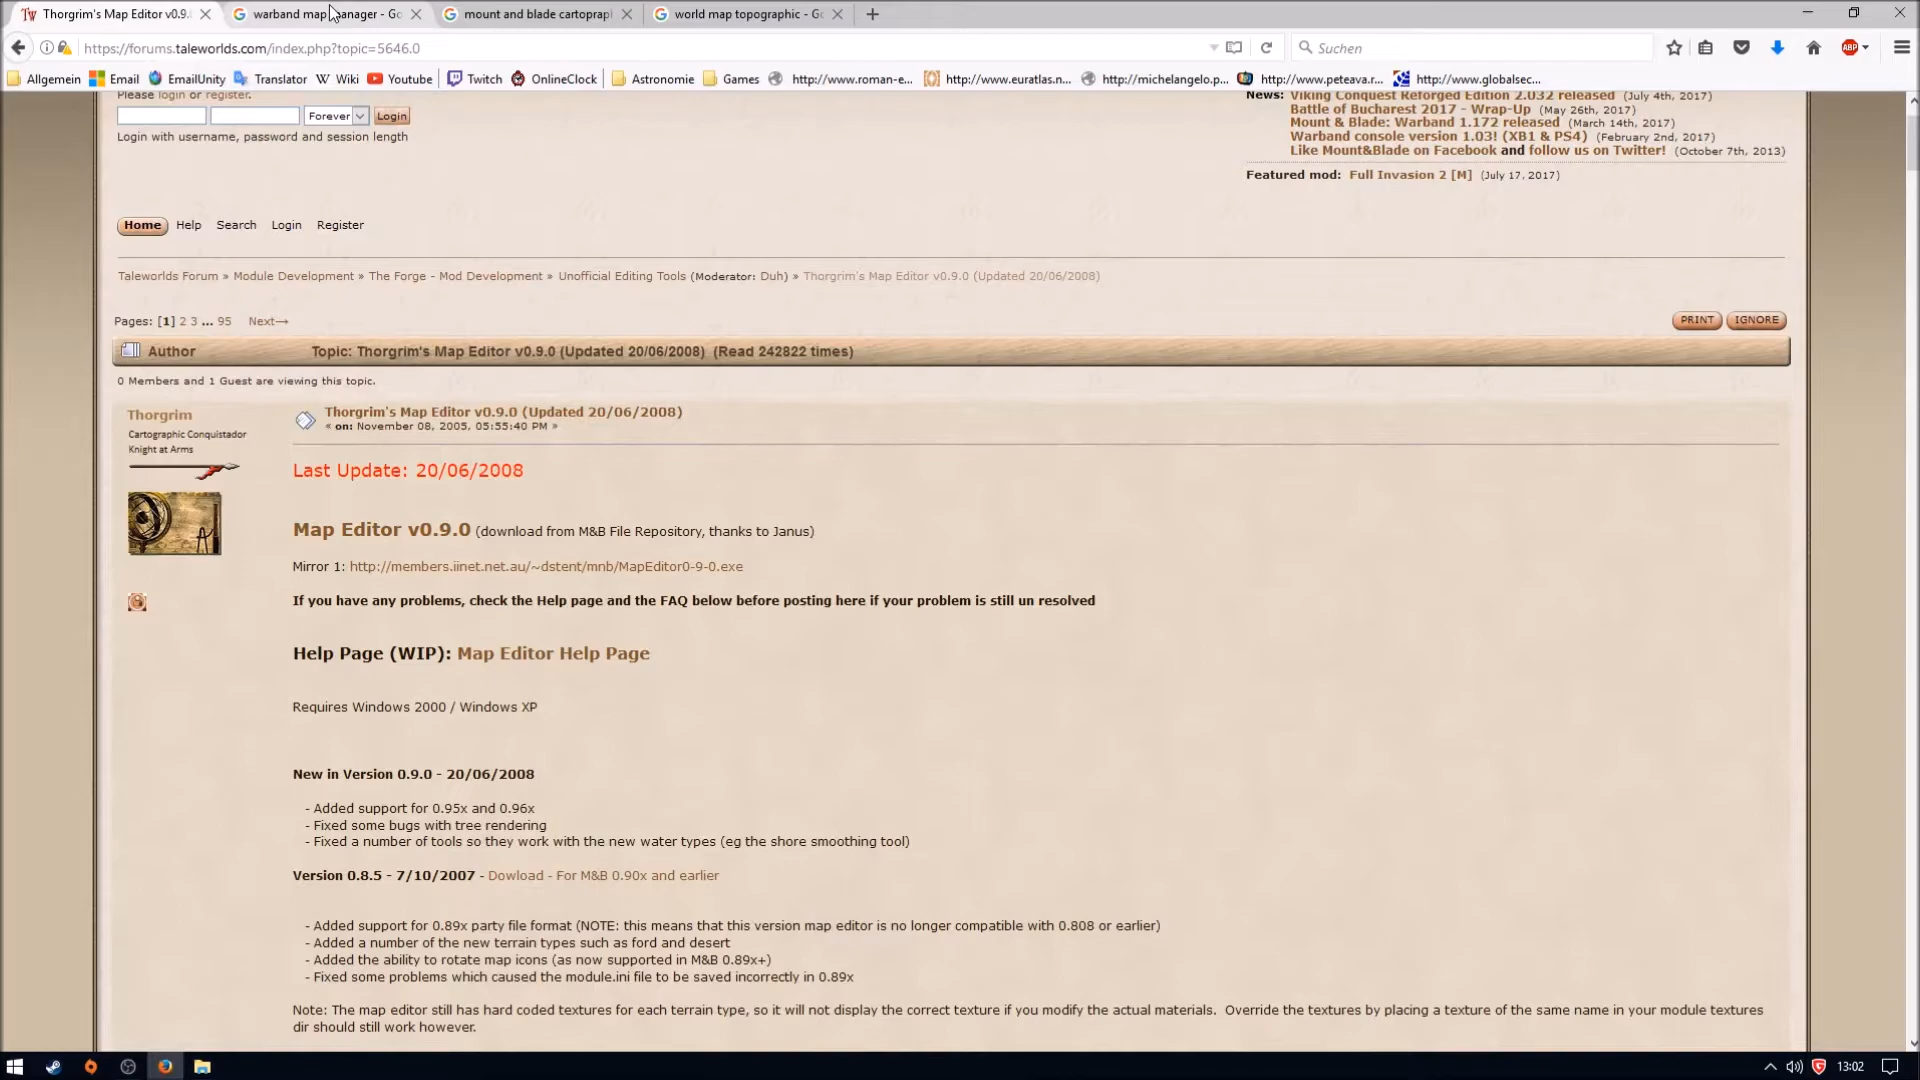 Thorgrim's Map Editor v0.9.
warband map manager - Go
mount and blade cartoprapl
world map topographic - Go
https://forums.taleworlds.com/index.php?topic=5646.0
Suchen
Allgemein
Email
EmailUnity
Translator
Wiki
Youtube
Twitch
OnlineClock
Astronomie
Games
http://www.roman-e...
http://www.euratlas.n...
http://michelangelo.p...
http://www.peteava.r...
http://www.globalsec...
Please login or register.
Forever
Login
Login with username, password and session length
News: Viking Conquest Reforged Edition 2.032 released (July 4th, 2017)
Battle of Bucharest 2017 - Wrap-Up (May 26th, 2017)
Mount & Blade: Warband 1.172 released (March 14th, 2017)
Warband console version 1.03! (XB1 & PS4) (February 2nd, 2017)
Like Mount&Blade on Facebook and follow us on Twitter! (October 7th, 2013)
Featured mod: Full Invasion 2 [M] (July 17, 2017)
Home Help Search Login Register
Taleworlds Forum » Module Development » The Forge - Mod Development » Unofficial Editing Tools (Moderator: Duh) » Thorgrim's Map Editor v0.9.0 (Updated 20/06/2008)
Pages: [1] 2 3 ... 95 Next→
PRINT
IGNORE
Author
Topic: Thorgrim's Map Editor v0.9.0 (Updated 20/06/2008) (Read 242822 times)
0 Members and 1 Guest are viewing this topic.
Thorgrim
Cartographic Conquistador
Knight at Arms
Thorgrim's Map Editor v0.9.0 (Updated 20/06/2008)
« on: November 08, 2005, 05:55:40 PM »
Last Update: 20/06/2008
Map Editor v0.9.0 (download from M&B File Repository, thanks to Janus)
Mirror 1: http://members.iinet.net.au/~dstent/mnb/MapEditor0-9-0.exe
If you have any problems, check the Help page and the FAQ below before posting here if your problem is still un resolved
Help Page (WIP): Map Editor Help Page
Requires Windows 2000 / Windows XP
New in Version 0.9.0 - 20/06/2008
- Added support for 0.95x and 0.96x
- Fixed some bugs with tree rendering
- Fixed a number of tools so they work with the new water types (eg the shore smoothing tool)
Version 0.8.5 - 7/10/2007 - Dowload - For M&B 0.90x and earlier
- Added support for 0.89x party file format (NOTE: this means that this version map editor is no longer compatible with 0.808 or earlier)
- Added a number of the new terrain types such as ford and desert
- Added the ability to rotate map icons (as now supported in M&B 0.89x+)
- Fixed some problems which caused the module.ini file to be saved incorrectly in 0.89x
Note: The map editor still has hard coded textures for each terrain type, so it will not display the correct texture if you modify the actual materials. Override the textures by placing a texture of the same name in your module textures
dir should still work however.
13:02